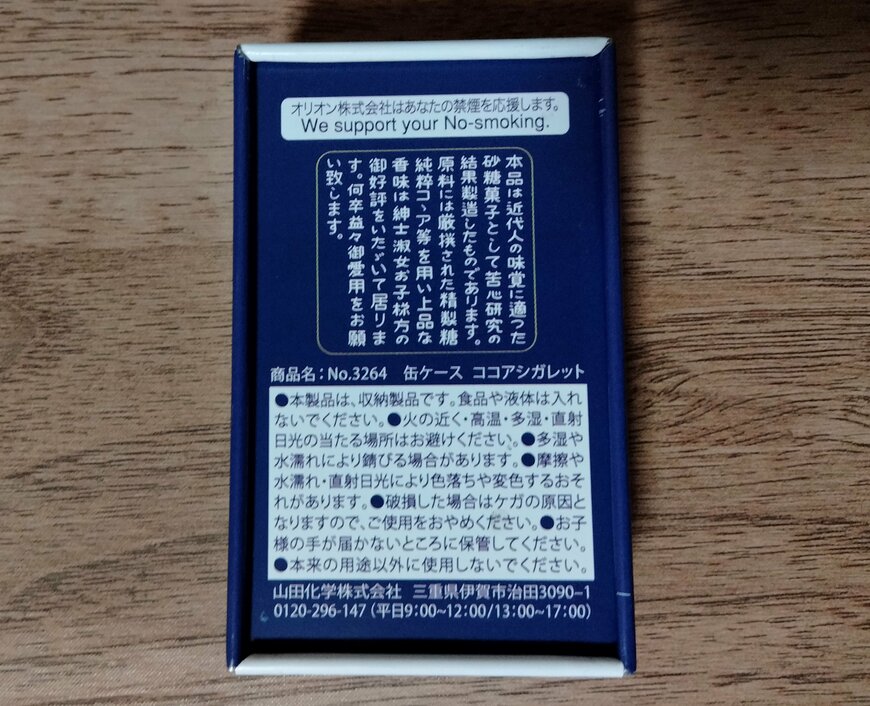 オリオン株式会社はあなたの禁煙を応援します。
We support your No-smoking.
本品は近代人の味覚に適つた
砂糖菓子として苦心研究の
結果製造したものであります。
原料には厳撰された精製糖
純粋コヽア等を用い上品な
香味は紳士淑女お子様方の
御好評をいたゞいて居りま
す。何卒益々御愛用をお願
い致します。
商品名：No.3264 缶ケース ココアシガレット
●本製品は、収納製品です。食品や液体は入れ
ないでください。●火の近く・高温・多湿・直射
日光の当たる場所はお避けください。●多湿や
水濡れにより錆びる場合があります。●摩擦や
水濡れ・直射日光により色落ちや変色するおそ
れがあります。●破損した場合はケガの原因と
なりますので、ご使用をおやめください。●お子
様の手が届かないところに保管してください。
●本来の用途以外に使用しないでください。
山田化学株式会社 三重県伊賀市治田3090−1
0120-296-147（平日9:00〜12:00/13:00〜17:00）